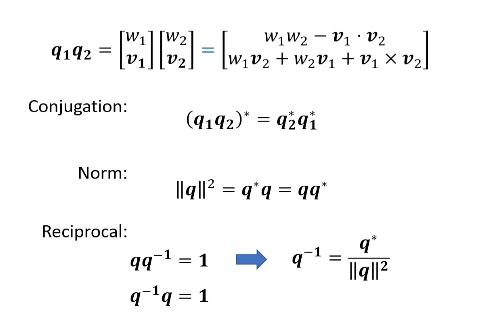 q₁q₂ = [w₁ v₁] [w₂ v₂] = [w₁w₂ − v₁ · v₂
w₁v₂ + w₂v₁ + v₁ × v₂]
Conjugation:
(q₁q₂)* = q₂*q₁*
Norm:
‖q‖² = q*q = qq*
Reciprocal:
qq⁻¹ = 1 q⁻¹ = q* / ‖q‖²
q⁻¹q = 1